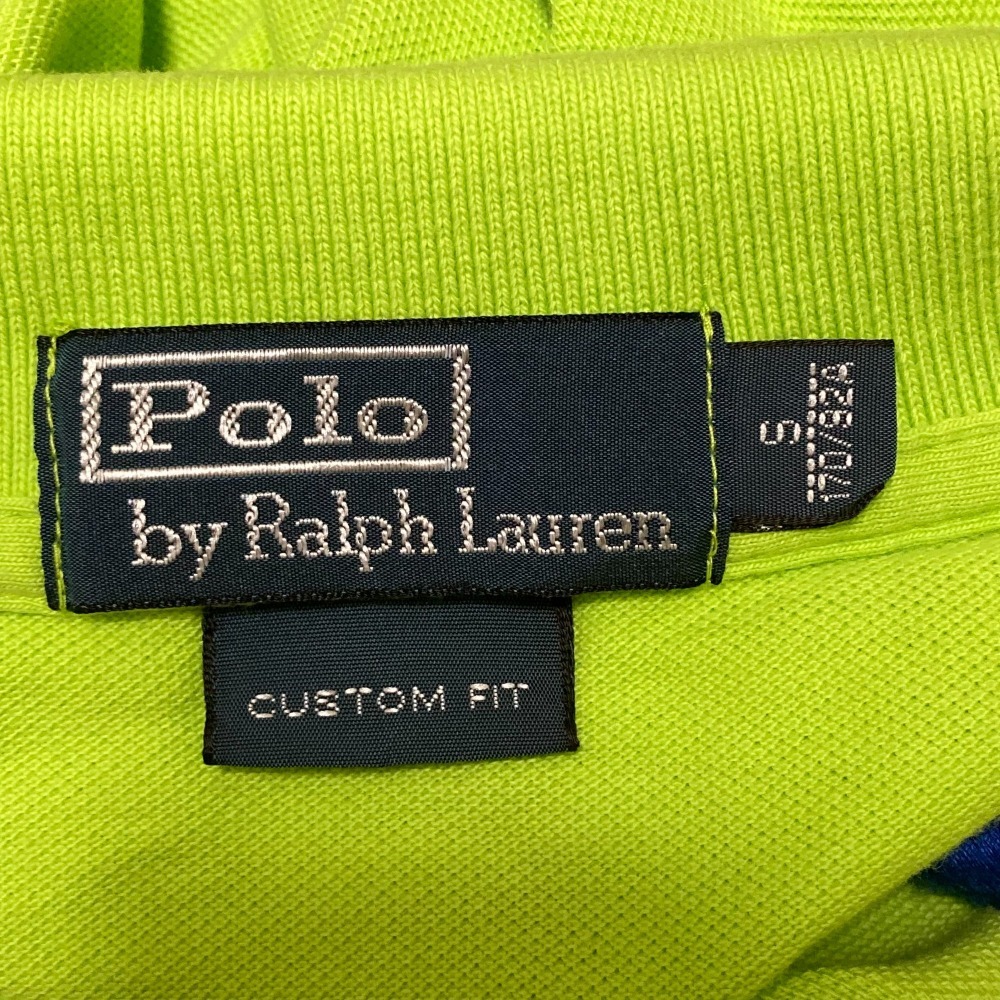 Polo
by Ralph Lauren
S
170/92A
CUSTOM FIT